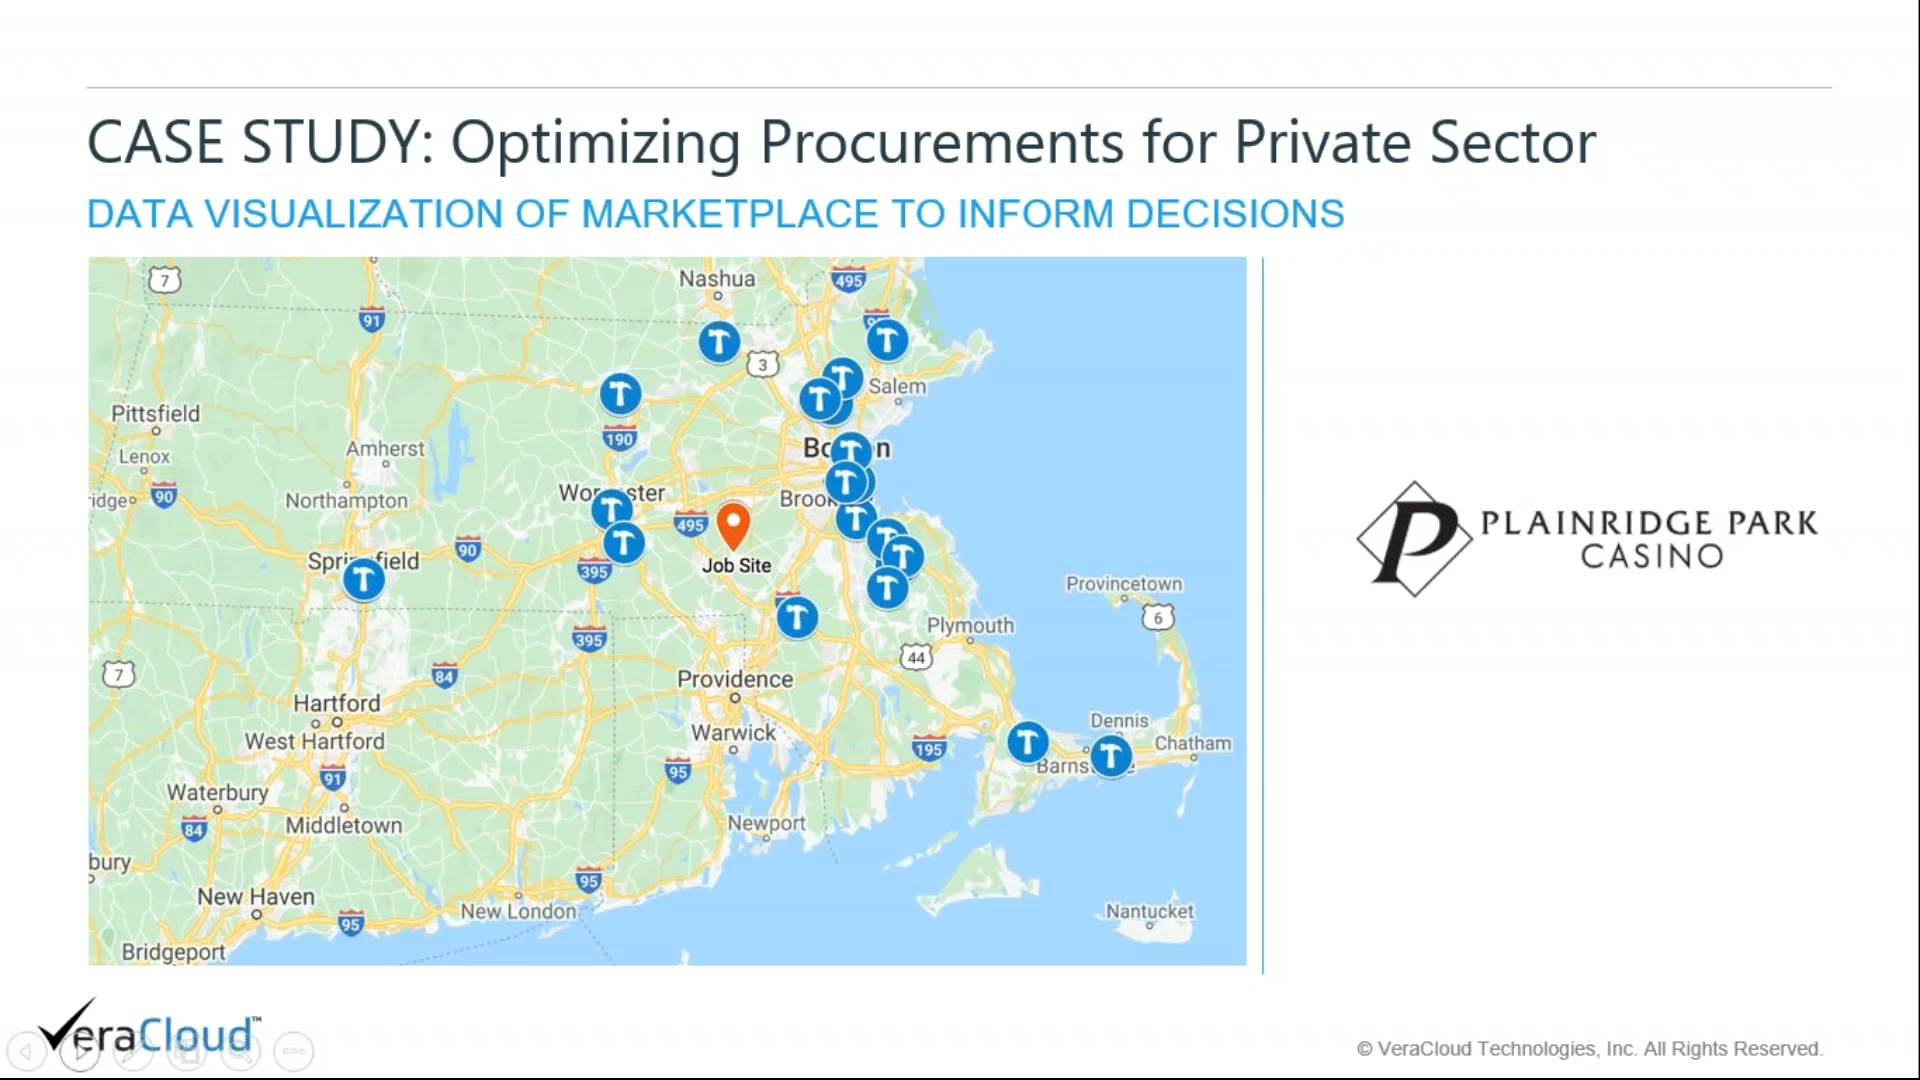 CASE STUDY: Optimizing Procurements for Private Sector
DATA VISUALIZATION OF MARKETPLACE TO INFORM DECISIONS
Nashua
7
495
91
3
Salem
Pittsfield
190
Amherst
Lenox
90
Northampton
495
Job Site
90
395
Provincetown
6
Plymouth
395
44
7
84
Providence
Hartford
Warwick
Dennis
West Hartford
195
Chatham
91
95
Waterbury
84
Middletown
Newport
bury
95
New Haven
New London
Nantucket
95
Bridgeport
PLAINRIDGE PARK
CASINO
VeraCloud™
© VeraCloud Technologies, Inc. All Rights Reserved.